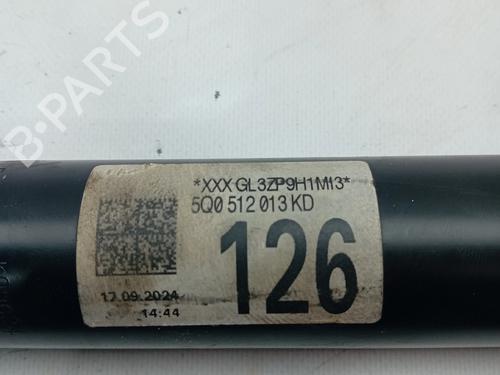 B-PARTS
*XXX GL3ZP9H1MI3*
5Q0 512 013 KD
126
17.09.2024
14:44